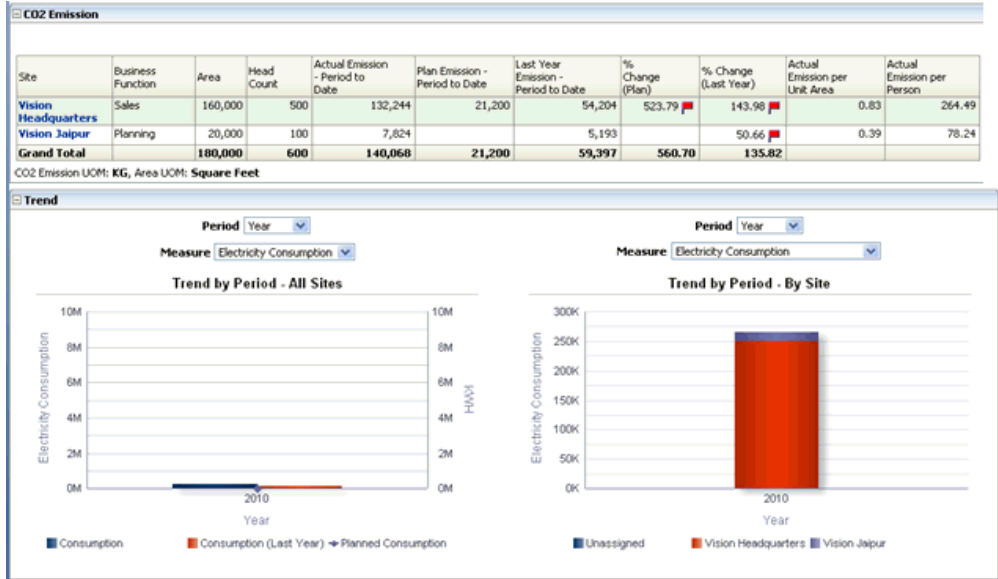 CO2 Emission
Site Business Function Area Head Count Actual Emission - Period to Date Plan Emission - Period to Date Last Year Emission - Period to Date % Change (Plan) % Change (Last Year) Actual Emission per Unit Area Actual Emission per Person
Vision Headquarters Sales 160,000 500 132,244 21,200 54,204 523.79 143.98 0.83 264.49
Vision Jaipur Planning 20,000 100 7,824 5,193 50.66 0.39 78.24
Grand Total 180,000 600 140,068 21,200 59,397 560.70 135.82
CO2 Emission UOM: KG, Area UOM: Square Feet
Trend
Period Year
Measure Electricity Consumption
Trend by Period - All Sites
10M 10M
8M 8M
6M 6M
4M 4M
2M 2M
0M 0M
Electricity Consumption
KWH
2010
Year
Consumption Consumption (Last Year) Planned Consumption
Period Year
Measure Electricity Consumption
Trend by Period - By Site
300K
250K
200K
150K
100K
50K
0K
Electricity Consumption
2010
Year
Unassigned Vision Headquarters Vision Jaipur